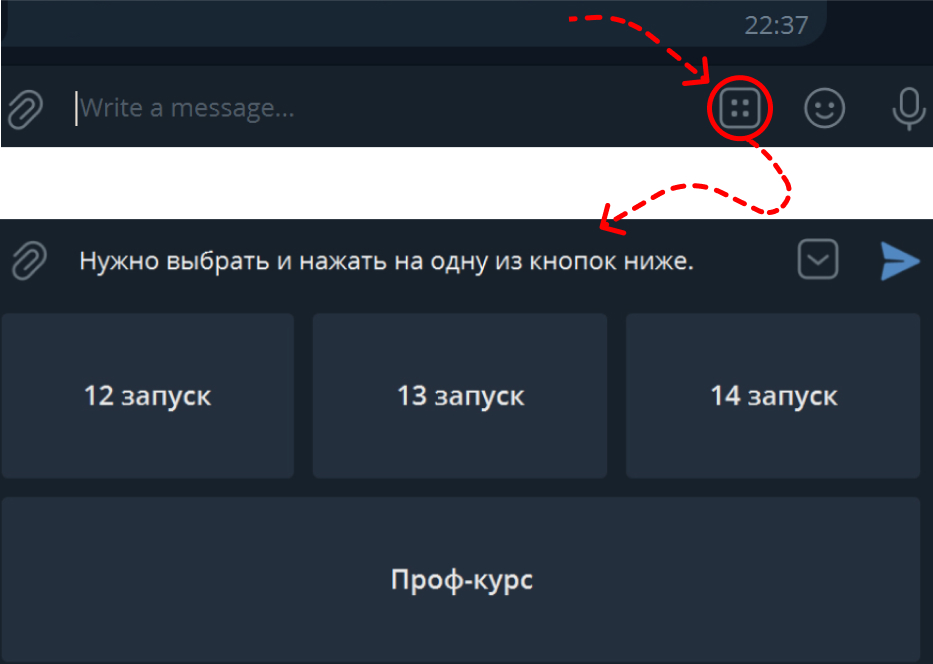 22:37
Write a message...
Нужно выбрать и нажать на одну из кнопок ниже.
12 запуск
13 запуск
14 запуск
Проф-курс